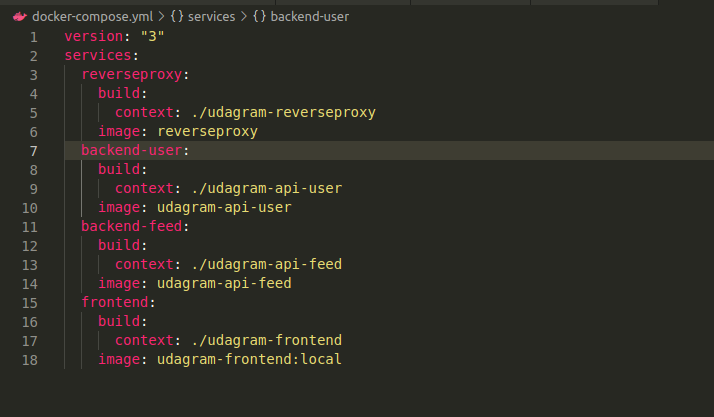 docker-compose.yml > {} services > {} backend-user
1 version: "3"
2 services:
3   reverseproxy:
4     build:
5       context: ./udagram-reverseproxy
6     image: reverseproxy
7   backend-user:
8     build:
9       context: ./udagram-api-user
10     image: udagram-api-user
11   backend-feed:
12     build:
13       context: ./udagram-api-feed
14     image: udagram-api-feed
15   frontend:
16     build:
17       context: ./udagram-frontend
18     image: udagram-frontend:local